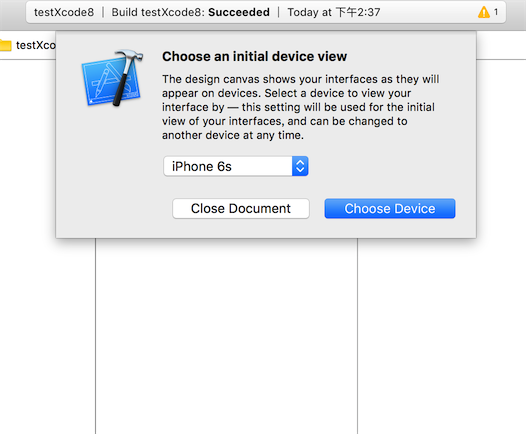 testXcode8 | Build testXcode8: Succeeded | Today at 下午2:37 1
testXco
Choose an initial device view
The design canvas shows your interfaces as they will
appear on devices. Select a device to view your
interface by — this setting will be used for the initial
view of your interfaces, and can be changed to
another device at any time.
iPhone 6s
Close Document Choose Device